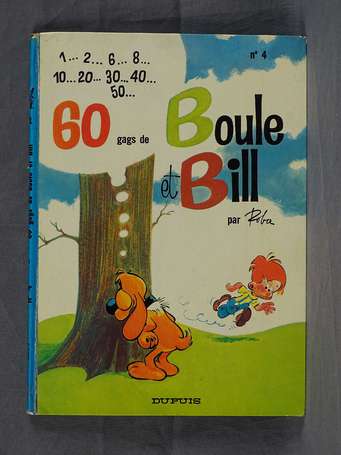 1... 2... 6... 8...
n° 4
10... 20... 30... 40...
50...
60 gags de Boule
et Bill
par Roba
DUPUIS